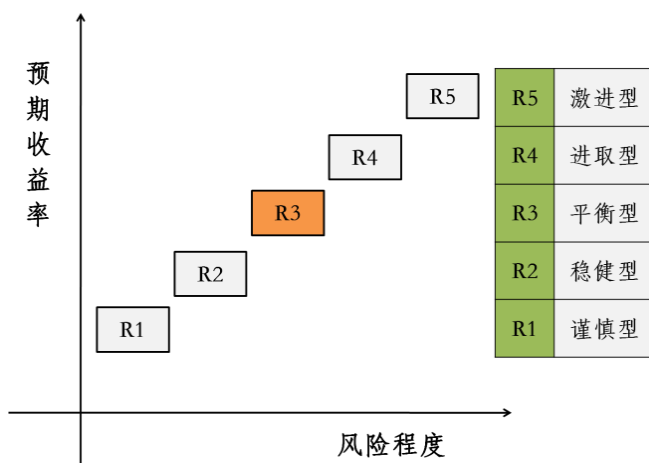 预期收益率
R5
R4
R3
R2
R1
风险程度
R5 激进型
R4 进取型
R3 平衡型
R2 稳健型
R1 谨慎型